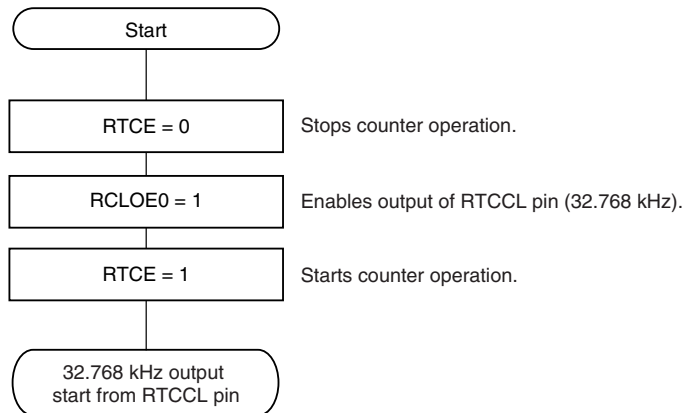 Start
RTCE = 0
Stops counter operation.
RCLOE0 = 1
Enables output of RTCCL pin (32.768 kHz).
RTCE = 1
Starts counter operation.
32.768 kHz output
start from RTCCL pin